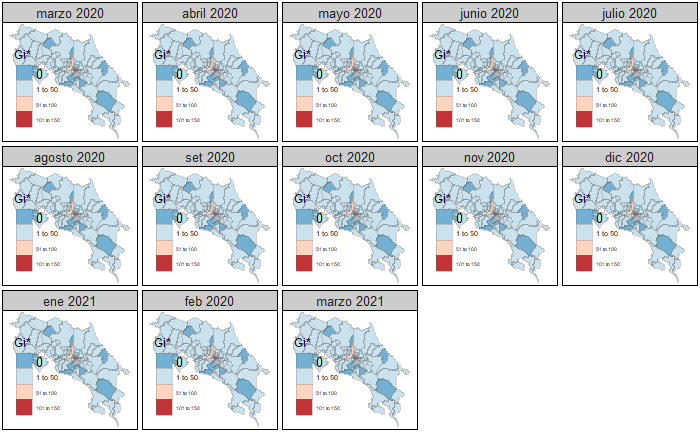 marzo 2020
Gi*
0
1 to 50
51 to 100
101 to 150
abril 2020
Gi*
0
1 to 50
51 to 100
101 to 150
mayo 2020
Gi*
0
1 to 50
51 to 100
101 to 150
junio 2020
Gi*
0
1 to 50
51 to 100
101 to 150
julio 2020
Gi*
0
1 to 50
51 to 100
101 to 150
agosto 2020
Gi*
0
1 to 50
51 to 100
101 to 150
set 2020
Gi*
0
1 to 50
51 to 100
101 to 150
oct 2020
Gi*
0
1 to 50
51 to 100
101 to 150
nov 2020
Gi*
0
1 to 50
51 to 100
101 to 150
dic 2020
Gi*
0
1 to 50
51 to 100
101 to 150
ene 2021
Gi*
0
1 to 50
51 to 100
101 to 150
feb 2020
Gi*
0
1 to 50
51 to 100
101 to 150
marzo 2021
Gi*
0
1 to 50
51 to 100
101 to 150